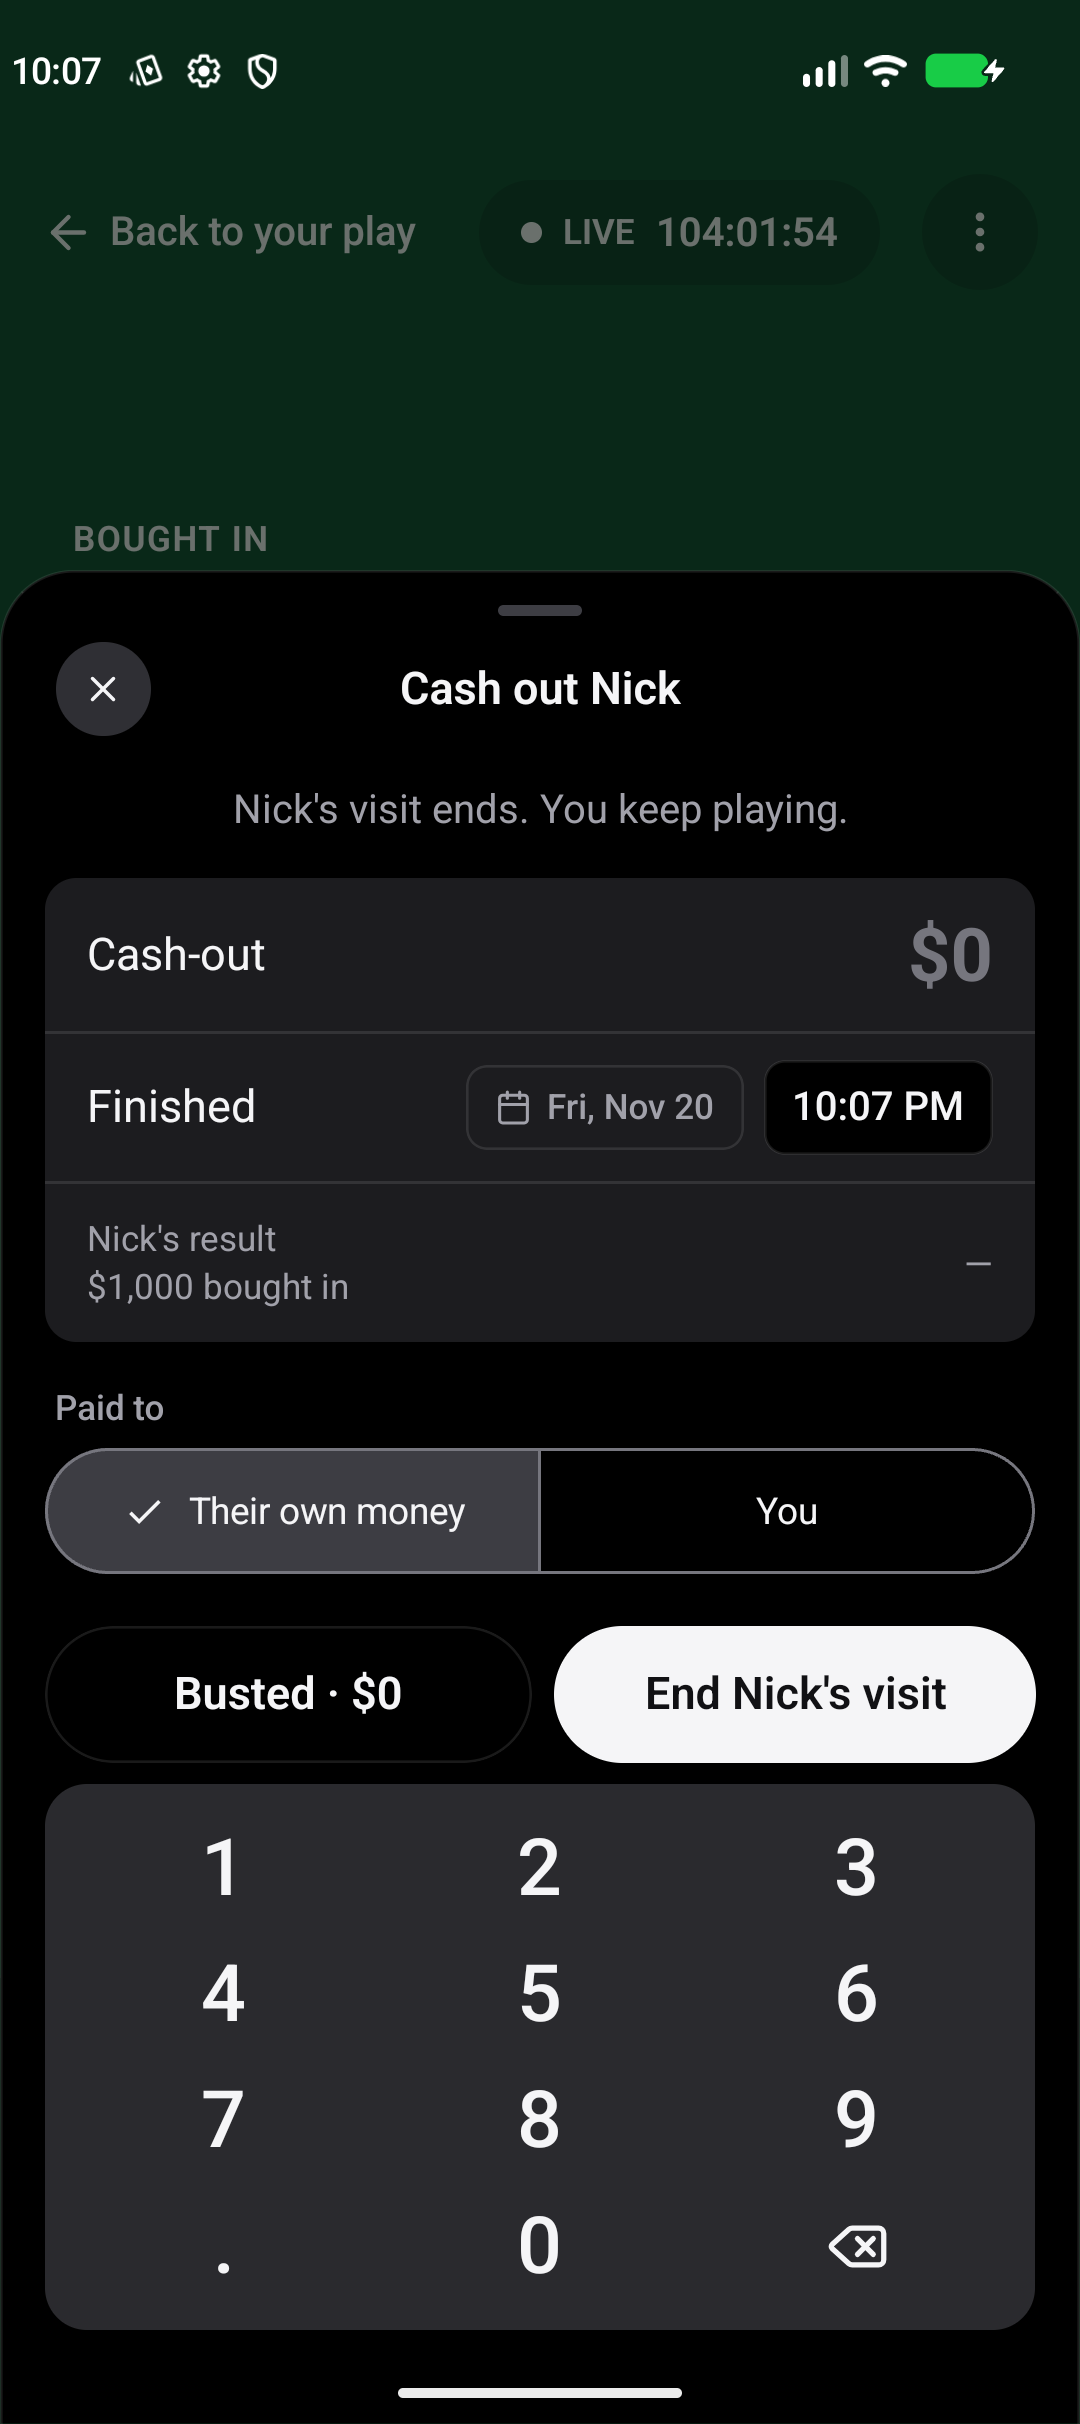 10:07
Back to your play
LIVE 104:01:54
BOUGHT IN
Cash out Nick
Nick's visit ends. You keep playing.
Cash-out $0
Finished Fri, Nov 20 10:07 PM
Nick's result
$1,000 bought in
–
Paid to
Their own money You
Busted · $0 End Nick's visit
1 2 3
4 5 6
7 8 9
. 0